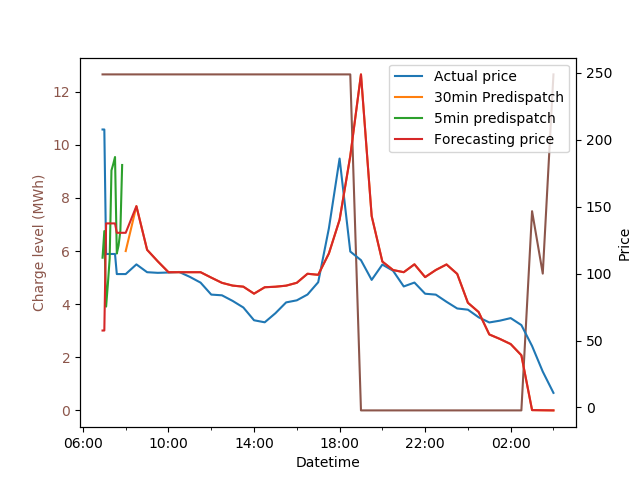 Actual price
30min Predispatch
5min predispatch
Forecasting price
Charge level (MWh)
12
10
8
6
4
2
0
250
200
150
100
50
0
Price
06:00 10:00 14:00 18:00 22:00 02:00
Datetime